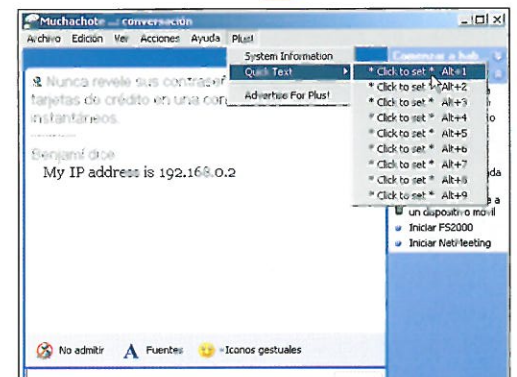 Muchachote ... conversación
Archivo Edición Ver Acciones Ayuda Plus!
System Information
Quick Text
Advertise For Plus!
Comenzar a hab
* Click to set * Alt+1
* Click to set * Alt+2
* Click to set * Alt+3
* Click to set * Alt+4
* Click to set * Alt+5
* Click to set * Alt+6
* Click to set * Alt+7
* Click to set * Alt+8
* Click to set * Alt+9
Nunca revele sus contraseñ
tarjetas de crédito en una con
instantáneos.
Benjamí dice
My IP address is 192.168.0.2
un dispositivo móvil
Iniciar FS2000
Iniciar NetMeeting
No admitir Fuentes Iconos gestuales